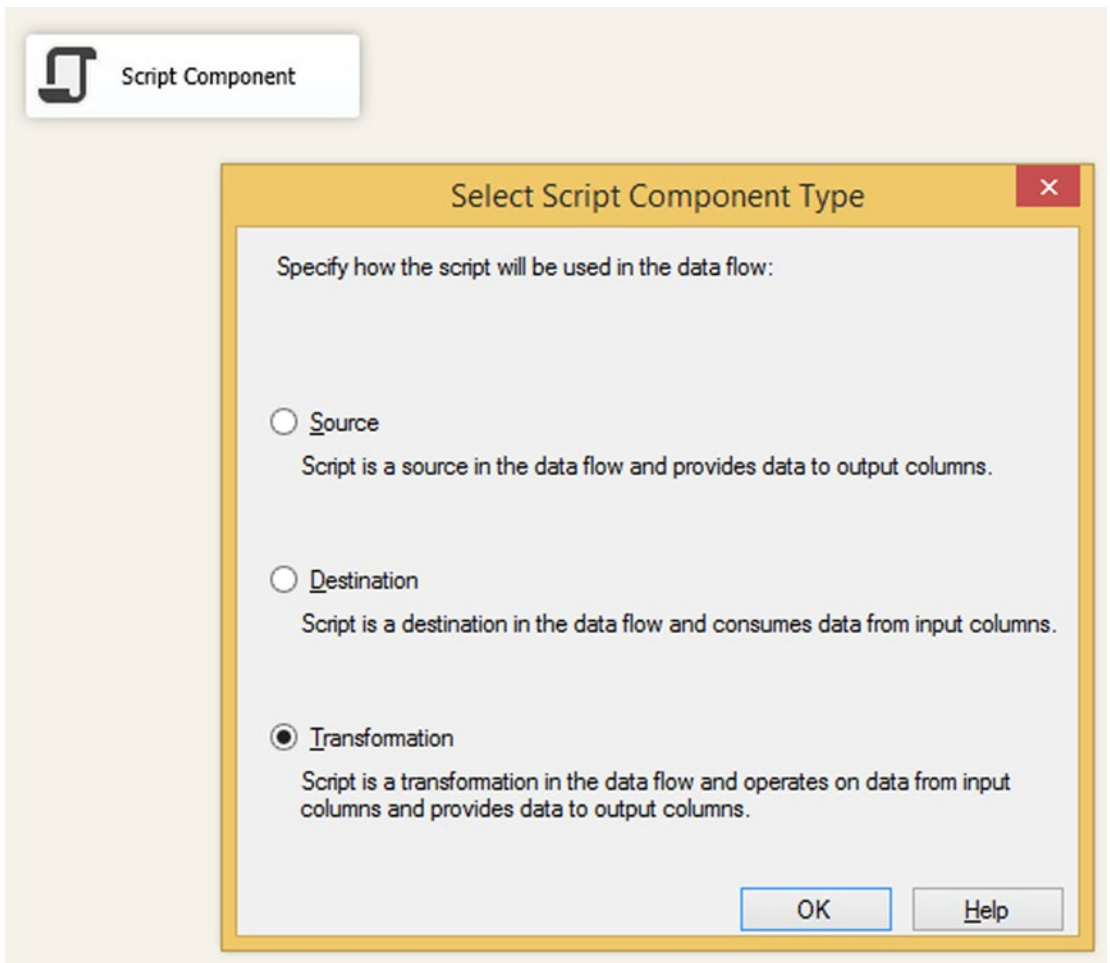 Script Component
Select Script Component Type
Specify how the script will be used in the data flow:
Source
Script is a source in the data flow and provides data to output columns.
Destination
Script is a destination in the data flow and consumes data from input columns.
Transformation
Script is a transformation in the data flow and operates on data from input
columns and provides data to output columns.
OK Help